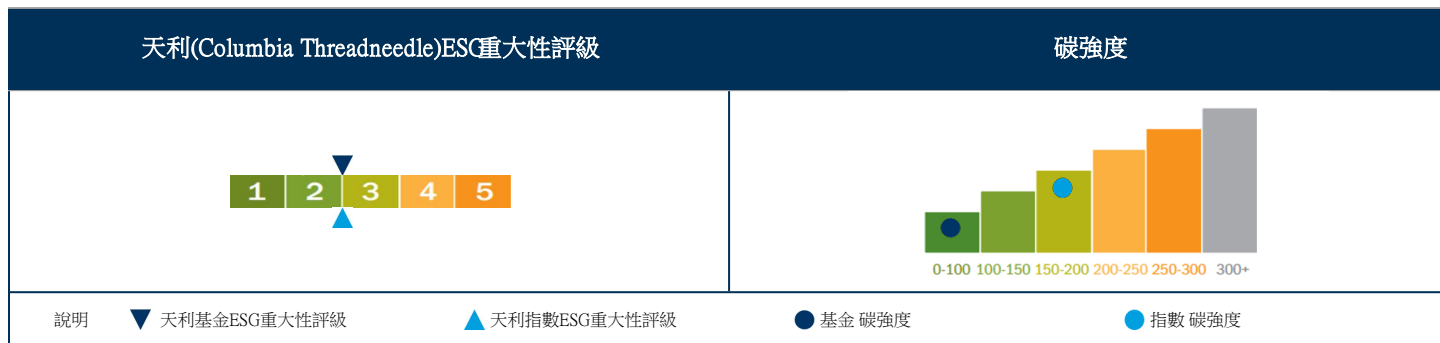 天利(Columbia Threadneedle)ESG重大性評級
碳強度
1 2 3 4 5
0-100 100-150 150-200 200-250 250-300 300+
說明 天利基金ESG重大性評級 天利指數ESG重大性評級 基金 碳強度 指數 碳強度